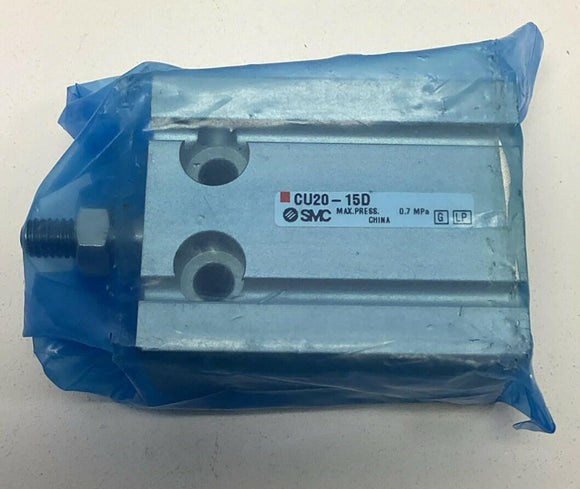 CU20-15D
SMC MAX.PRESS. 0.7 MPa G LP
CHINA